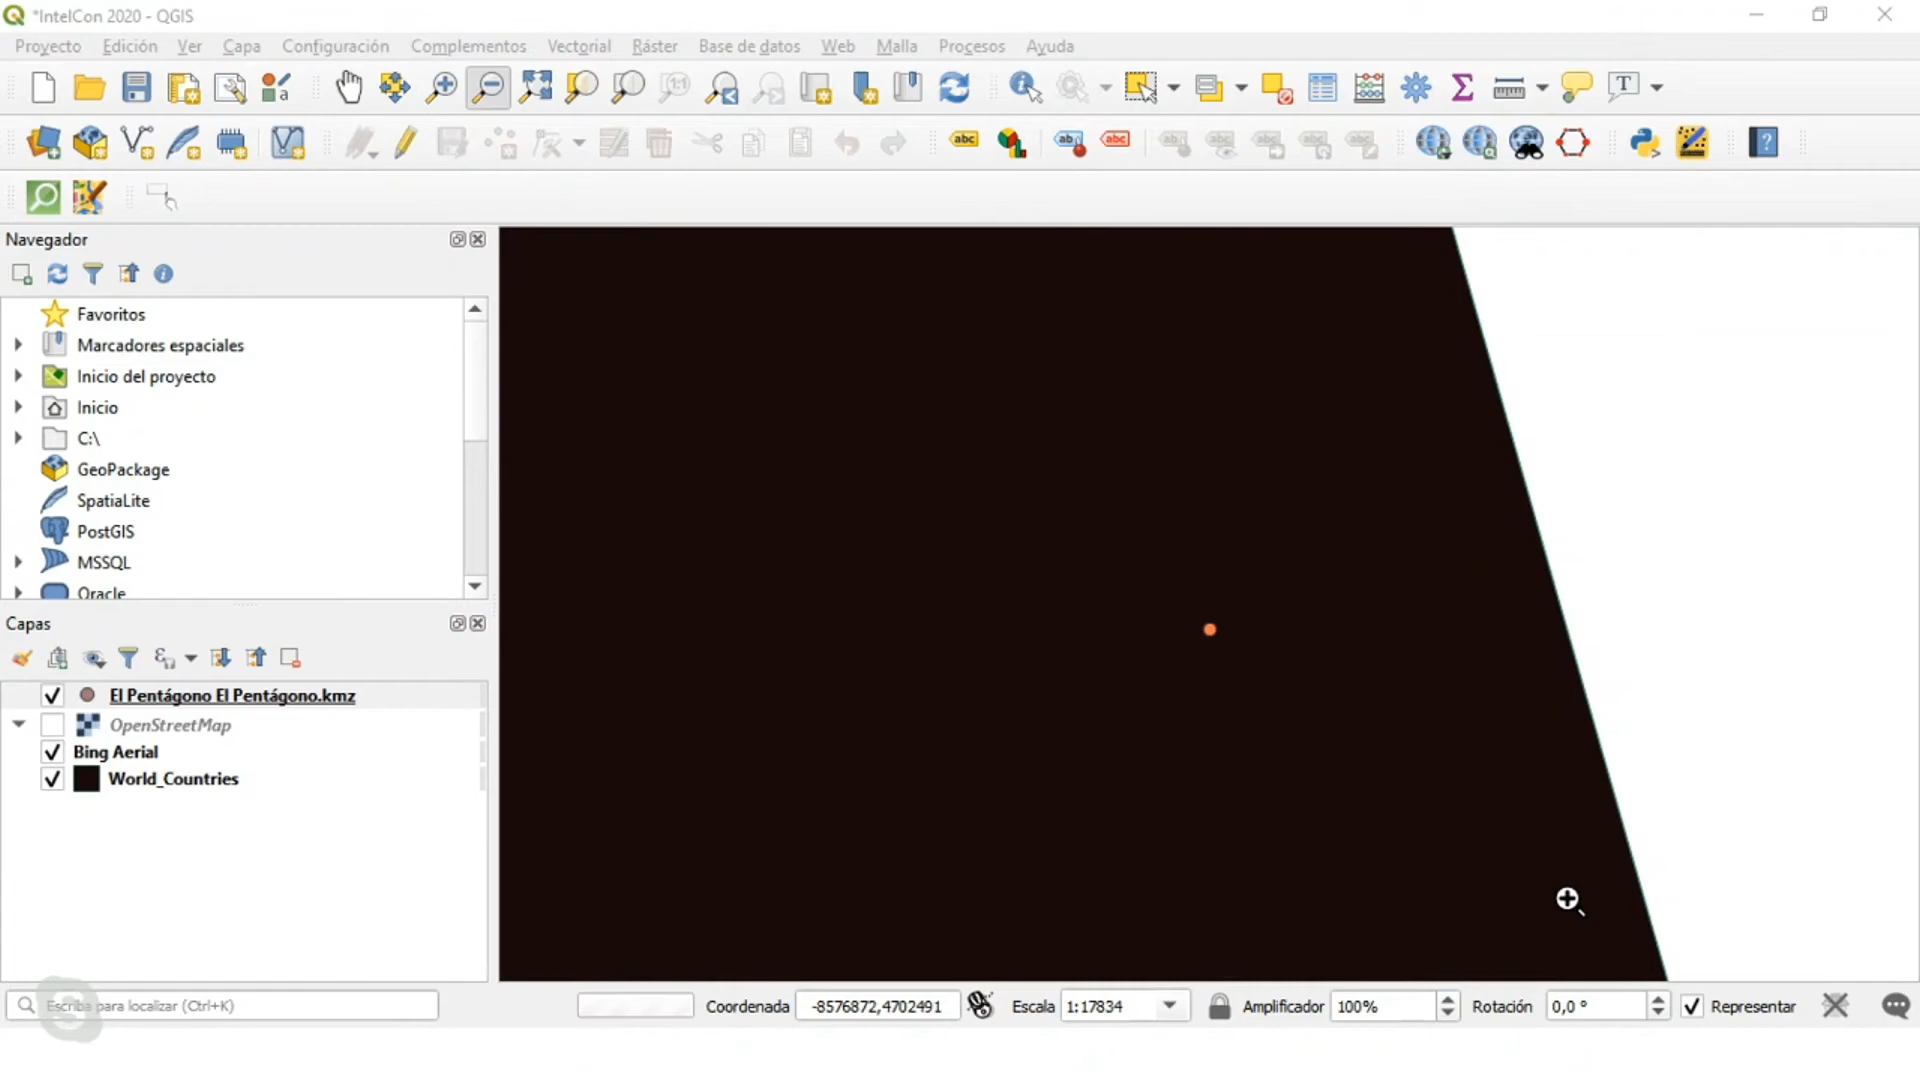 *IntelCon 2020 - QGIS
Proyecto Edición Ver Capa Configuración Complementos Vectorial Ráster Base de datos Web Malla Procesos Ayuda
Navegador
Favoritos
Marcadores espaciales
Inicio del proyecto
Inicio
C:\
GeoPackage
SpatiaLite
PostGIS
MSSQL
Oracle
Capas
El Pentágono El Pentágono.kmz
OpenStreetMap
Bing Aerial
World_Countries
Escriba para localizar (Ctrl+K) Coordenada -8576872,4702491 Escala 1:17834 Amplificador 100% Rotación 0,0 ° Representar